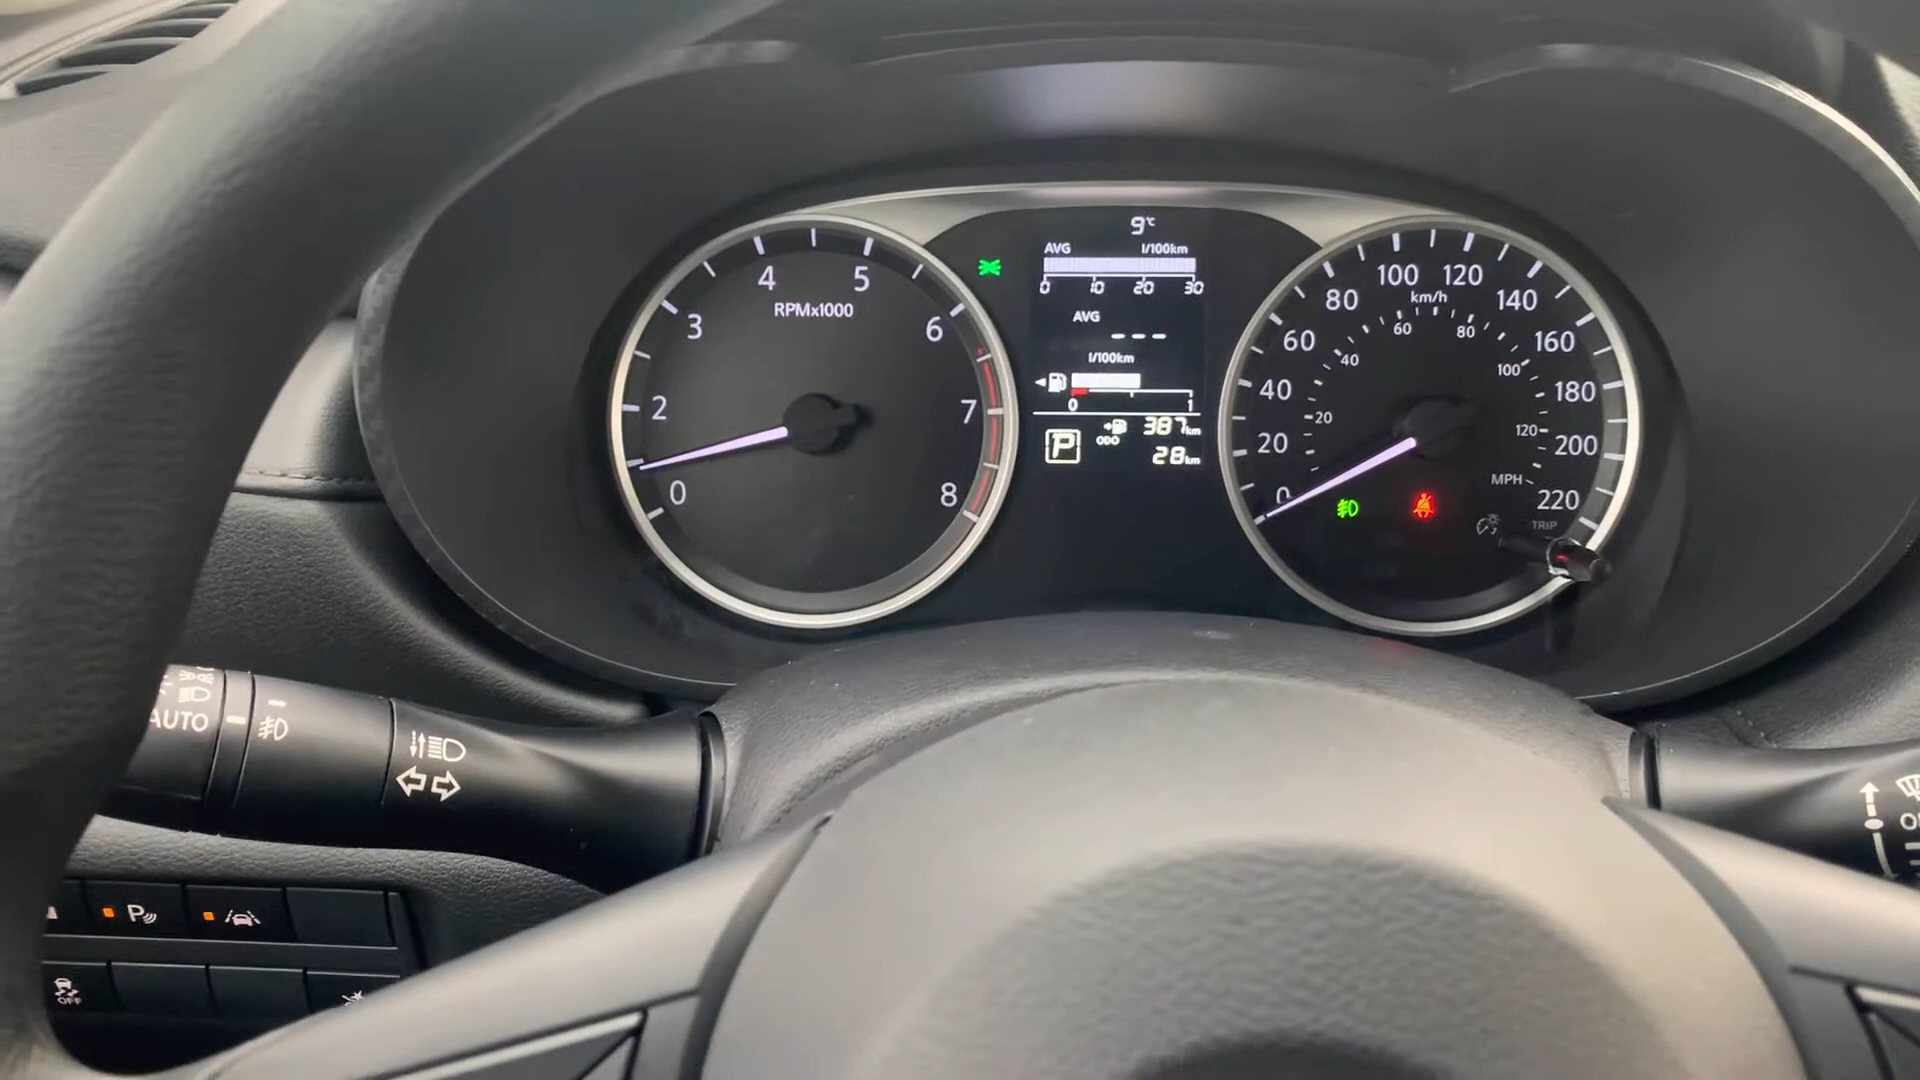 9°C
AVG l/100km
0 10 20 30
AVG
---
l/100km
0 1
387km
ODO
P
28km
0 2 3 4 5 6 7 8
RPMx1000
0 20 40 60 80 100 120 140 160 180 200 220
km/h
20 40 60 80 100 120
MPH
TRIP
AUTO
P
OFF